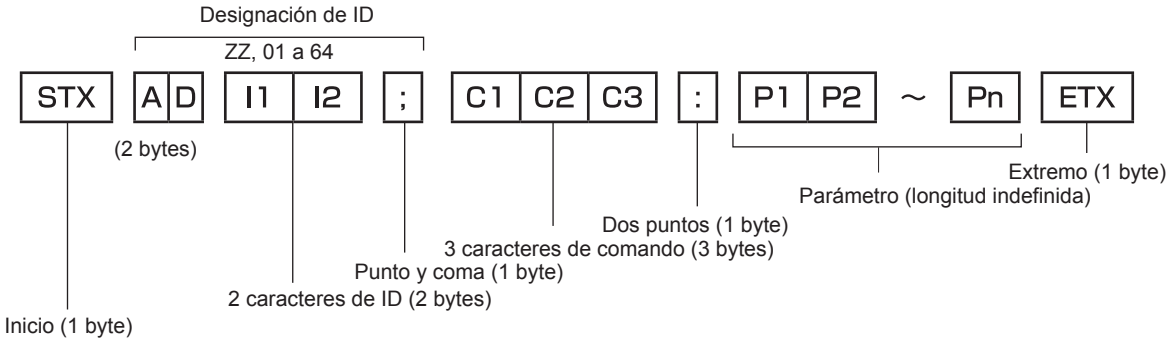 Designación de ID
ZZ, 01 a 64
STX A D I1 I2 ; C1 C2 C3 : P1 P2 ~ Pn ETX
(2 bytes)
Extremo (1 byte)
Parámetro (longitud indefinida)
Dos puntos (1 byte)
3 caracteres de comando (3 bytes)
Punto y coma (1 byte)
2 caracteres de ID (2 bytes)
Inicio (1 byte)